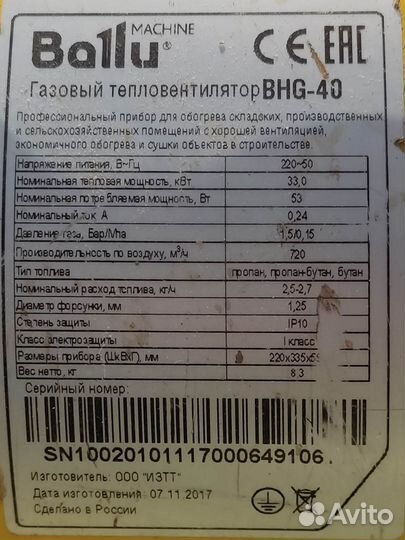 MACHINE
Ballu®
CE EAC
Газовый тепловентилятор BHG-40
Профессиональный прибор для обогрева складских, производственных
и сельскохозяйственных помещений с хорошей вентиляцией,
экономичного обогрева и сушки объектов в строительстве.
Напряжение питания, В~Гц 220~50
Номинальная тепловая мощность, кВт 33,0
Номинальная потребляемая мощность, Вт 53
Номинальный ток А 0,24
Давление газа, Бар/Мпа 1,5/0,15
Производительность по воздуху, м³/ч 720
Тип топлива пропан, пропан-бутан, бутан
Номинальный расход топлива, кг/ч 2,5-2,7
Диаметр форсунки, мм 1,25
Степень защиты IP10
Класс электрозащиты I класс
Размеры прибора (ШхВхГ), мм 220х335х
Вес нетто, кг 8,3
Серийный номер:
SN10020101117000649106
Изготовитель: ООО "ИЗТТ"
Дата изготовления 07.11.2017
Сделано в России
Avito